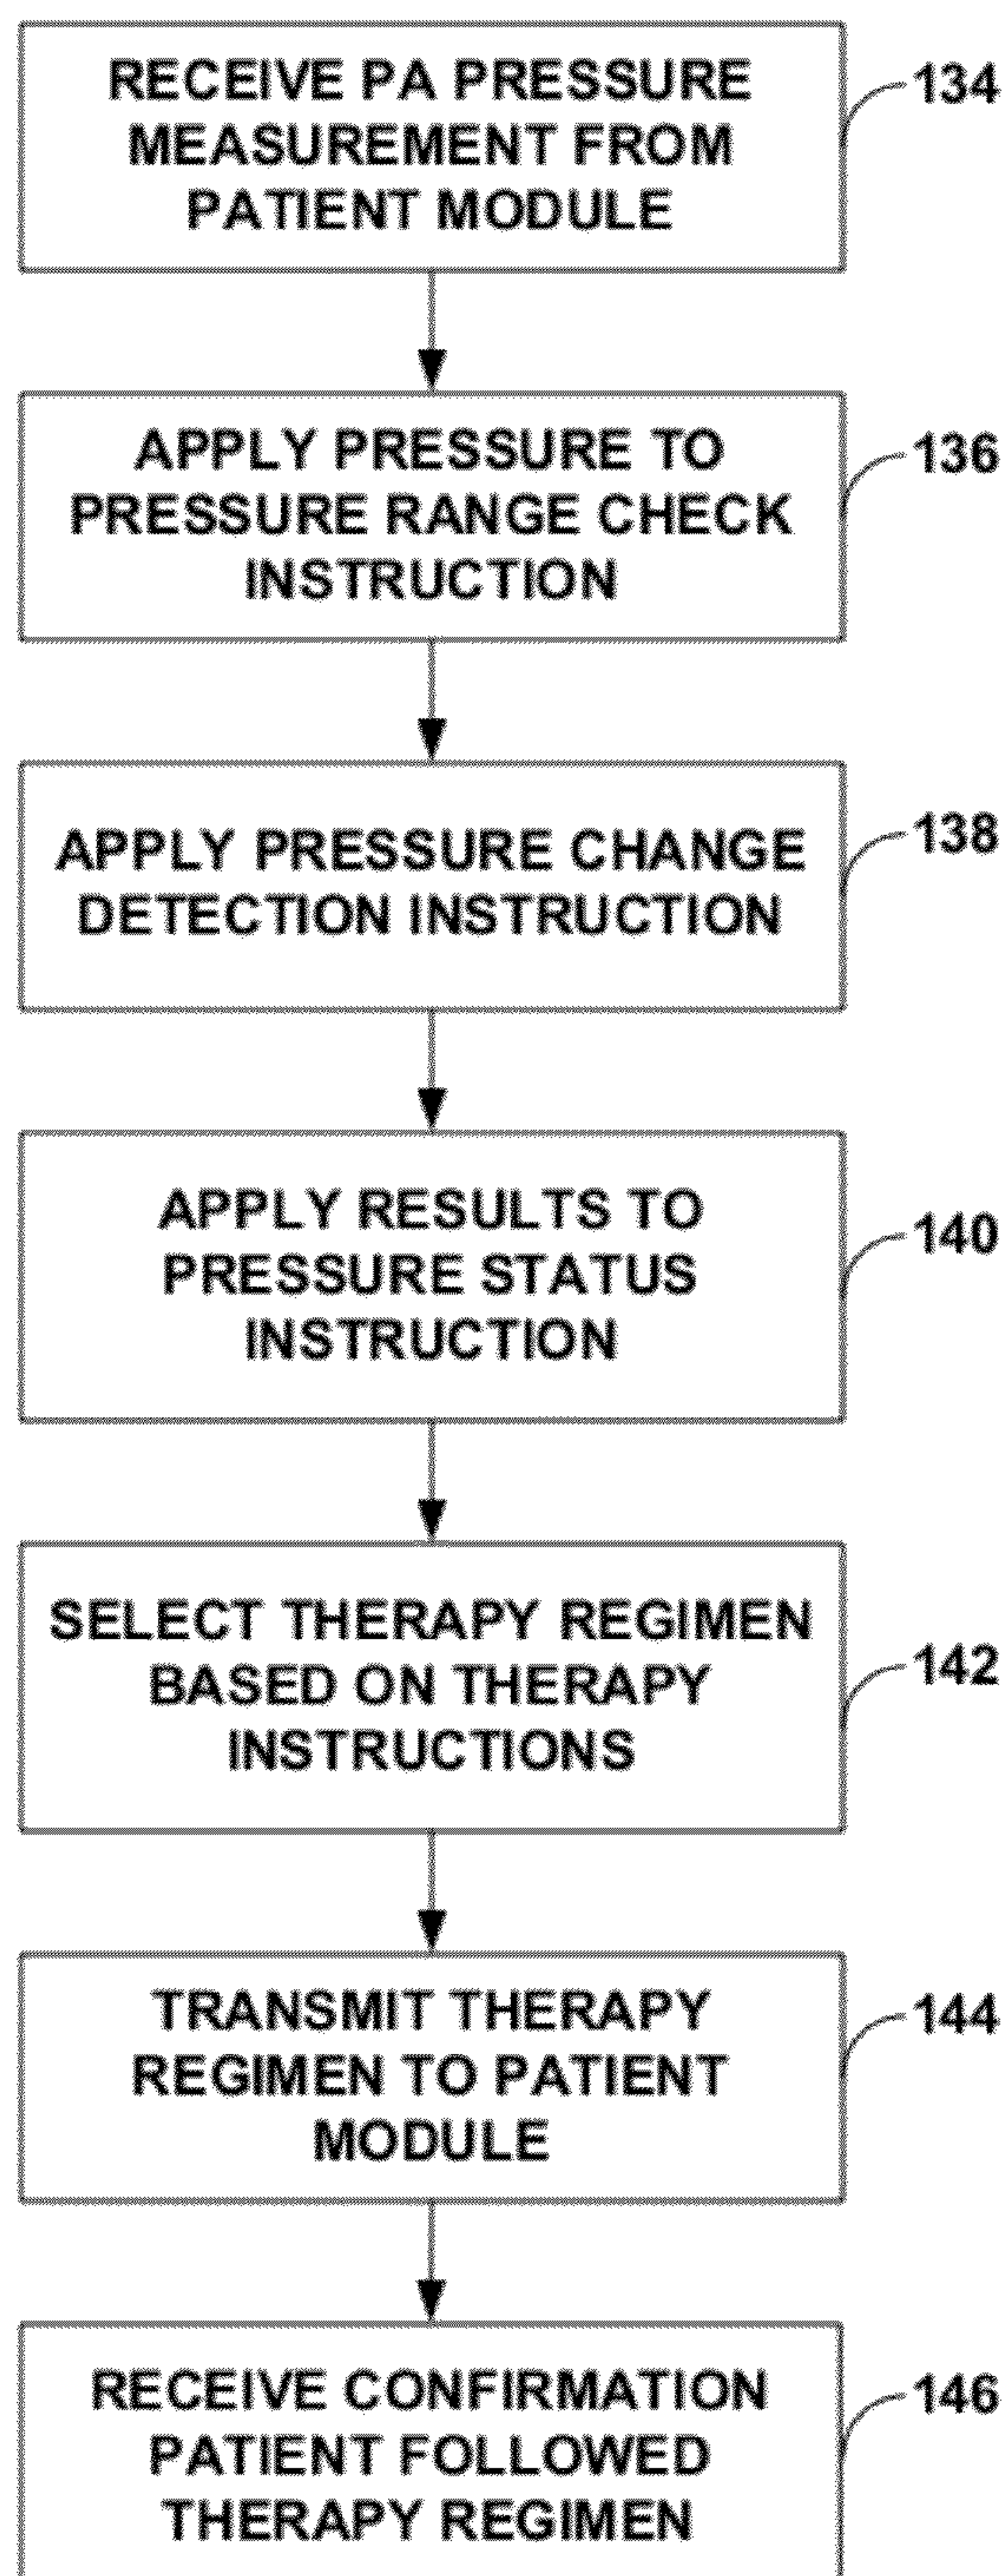 RECEIVE PA PRESSURE
MEASUREMENT FROM
PATIENT MODULE
134
APPLY PRESSURE TO
PRESSURE RANGE CHECK
INSTRUCTION
136
APPLY PRESSURE CHANGE
DETECTION INSTRUCTION
138
APPLY RESULTS TO
PRESSURE STATUS
INSTRUCTION
140
SELECT THERAPY REGIMEN
BASED ON THERAPY
INSTRUCTIONS
142
TRANSMIT THERAPY
REGIMEN TO PATIENT
MODULE
144
RECEIVE CONFIRMATION
PATIENT FOLLOWED
THERAPY REGIMEN
146